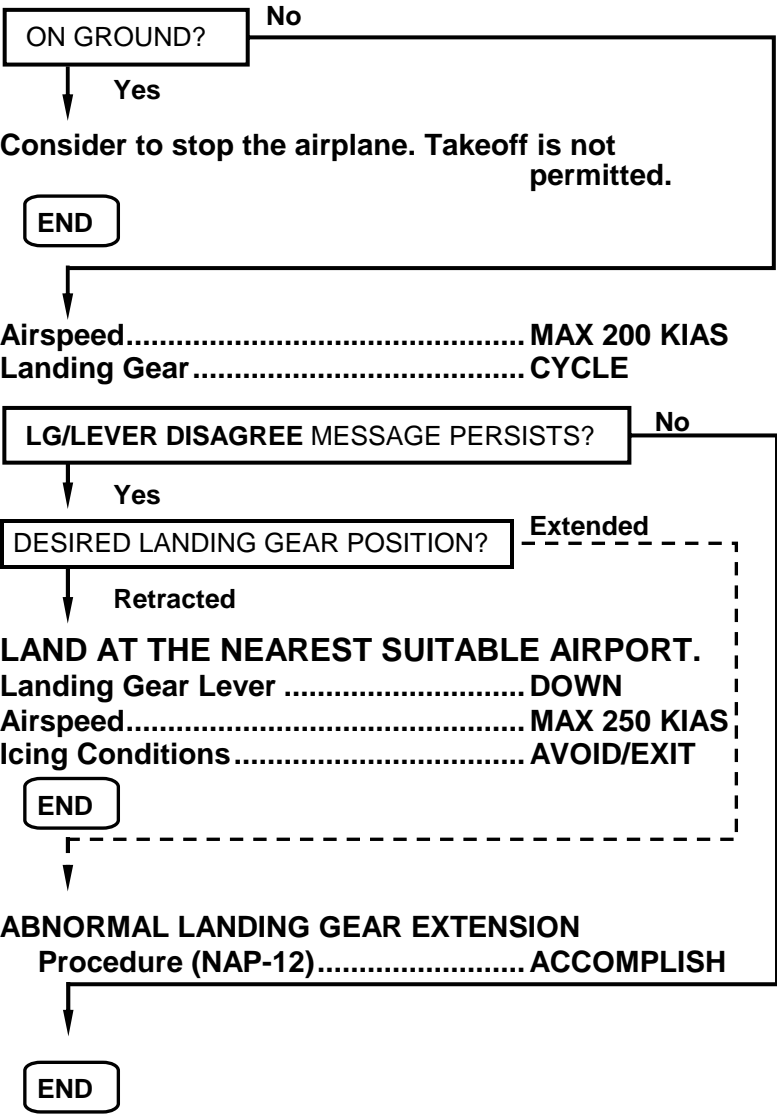 No
ON GROUND?
Yes
Consider to stop the airplane. Takeoff is not
permitted.
END
Airspeed................................................ MAX 200 KIAS
Landing Gear........................................ CYCLE
LG/LEVER DISAGREE MESSAGE PERSISTS?
No
Yes
DESIRED LANDING GEAR POSITION?
Extended
Retracted
LAND AT THE NEAREST SUITABLE AIRPORT.
Landing Gear Lever ............................. DOWN
Airspeed................................................ MAX 250 KIAS
Icing Conditions................................... AVOID/EXIT
END
ABNORMAL LANDING GEAR EXTENSION
Procedure (NAP-12)......................... ACCOMPLISH
END